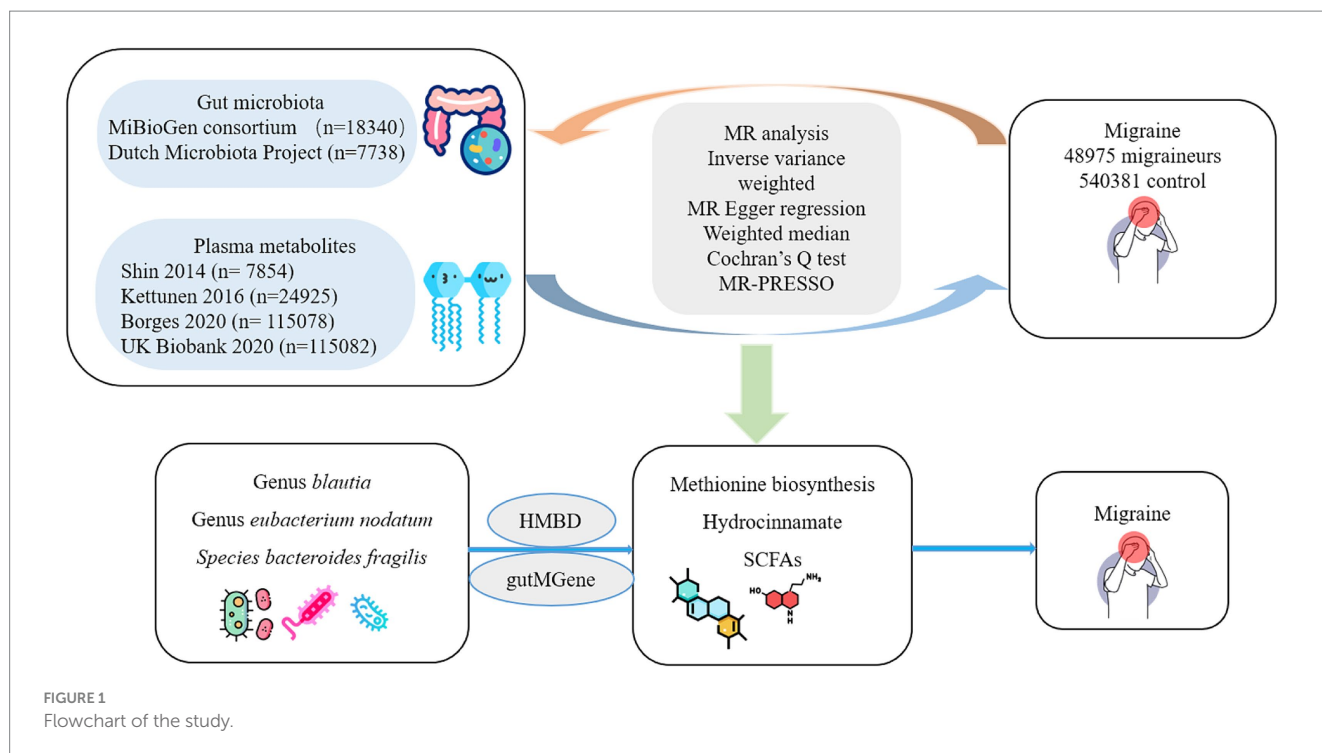 Gut microbiota
MiBioGen consortium （n=18340)
Dutch Microbiota Project (n=7738)
Plasma metabolites
Shin 2014 (n= 7854)
Kettunen 2016 (n=24925)
Borges 2020 (n= 115078)
UK Biobank 2020 (n=115082)
MR analysis
Inverse variance
weighted
MR Egger regression
Weighted median
Cochran’s Q test
MR-PRESSO
Migraine
48975 migraineurs
540381 control
Genus blautia
Genus eubacterium nodatum
Species bacteroides fragilis
HMBD
gutMGene
Methionine biosynthesis
Hydrocinnamate
SCFAs
NH₃
HO
N
H
Migraine
FIGURE 1
Flowchart of the study.